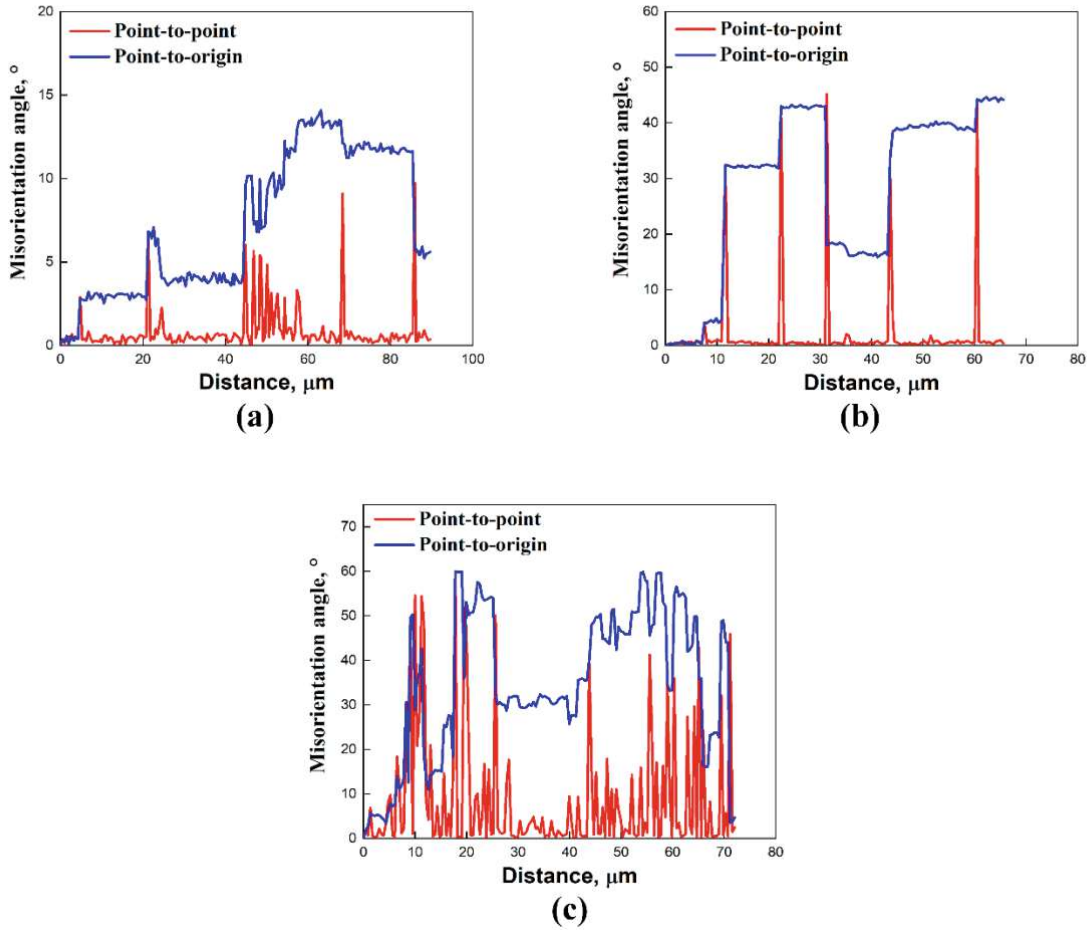 20
Point-to-point
Point-to-origin
15
10
5
0
Misorientation angle, °
0 20 40 60 80 100
Distance, μm
(a)
60
Point-to-point
Point-to-origin
50
40
30
20
10
0
Misorientation angle, °
0 10 20 30 40 50 60 70 80
Distance, μm
(b)
Point-to-point
Point-to-origin
70
60
50
40
30
20
10
0
Misorientation angle, °
0 10 20 30 40 50 60 70 80
Distance, μm
(c)